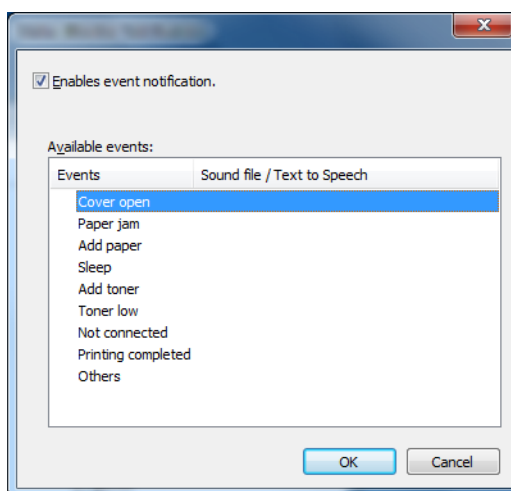 Enables event notification.
Available events:
Events Sound file / Text to Speech
Cover open
Paper jam
Add paper
Sleep
Add toner
Toner low
Not connected
Printing completed
Others
OK Cancel